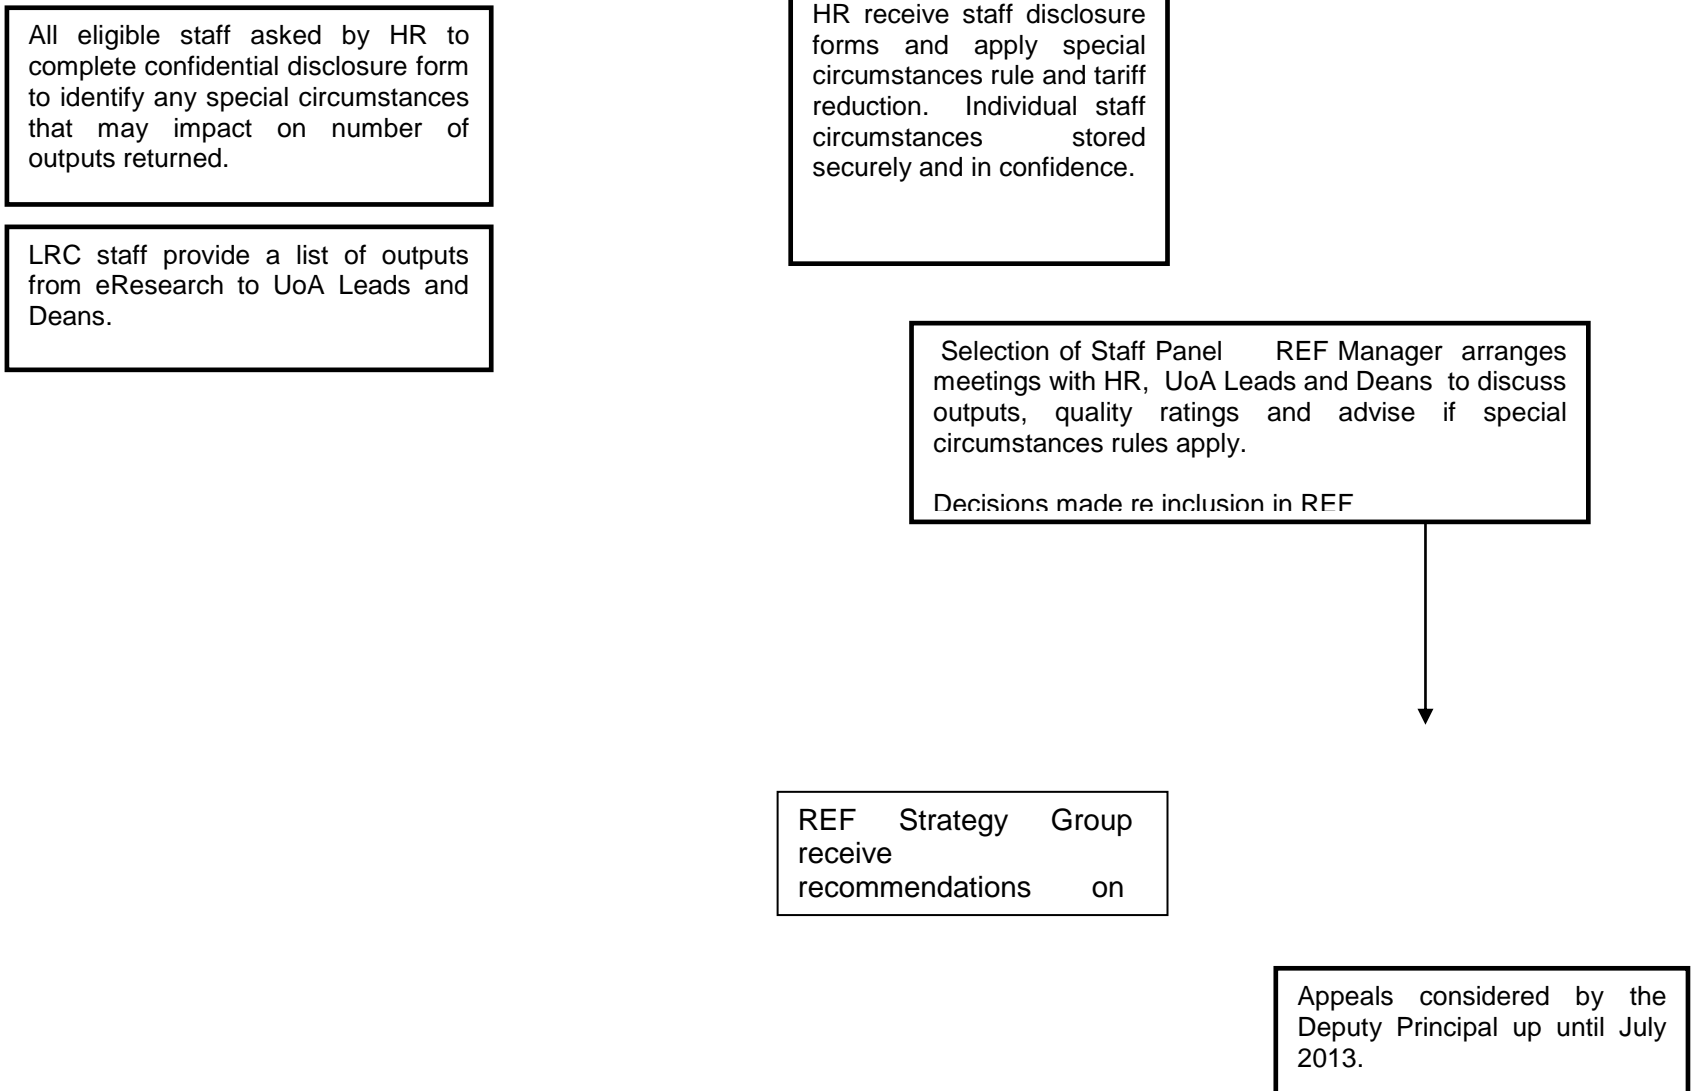 All eligible staff asked by HR to
complete confidential disclosure form
to identify any special circumstances
that may impact on number of
outputs returned.
HR receive staff disclosure
forms and apply special
circumstances rule and tariff
reduction. Individual staff
circumstances stored
securely and in confidence.
LRC staff provide a list of outputs
from eResearch to UoA Leads and
Deans.
Selection of Staff Panel REF Manager arranges
meetings with HR, UoA Leads and Deans to discuss
outputs, quality ratings and advise if special
circumstances rules apply.
Decisions made re inclusion in REF
REF Strategy Group
receive
recommendations on
Appeals considered by the
Deputy Principal up until July
2013.